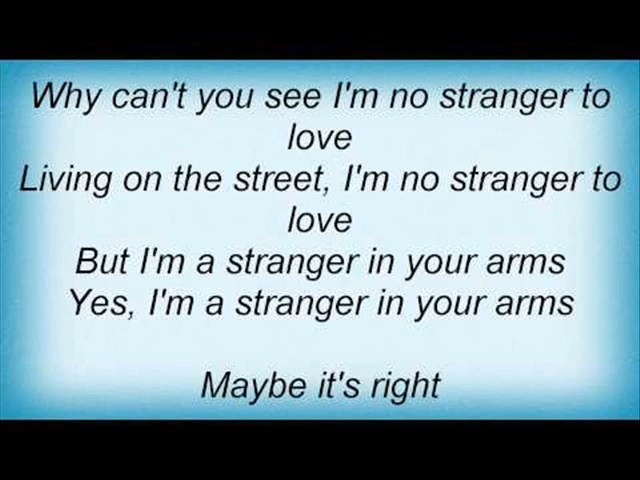 Why can't you see I'm no stranger to
love
Living on the street, I'm no stranger to
love
But I'm a stranger in your arms
Yes, I'm a stranger in your arms
Maybe it's right